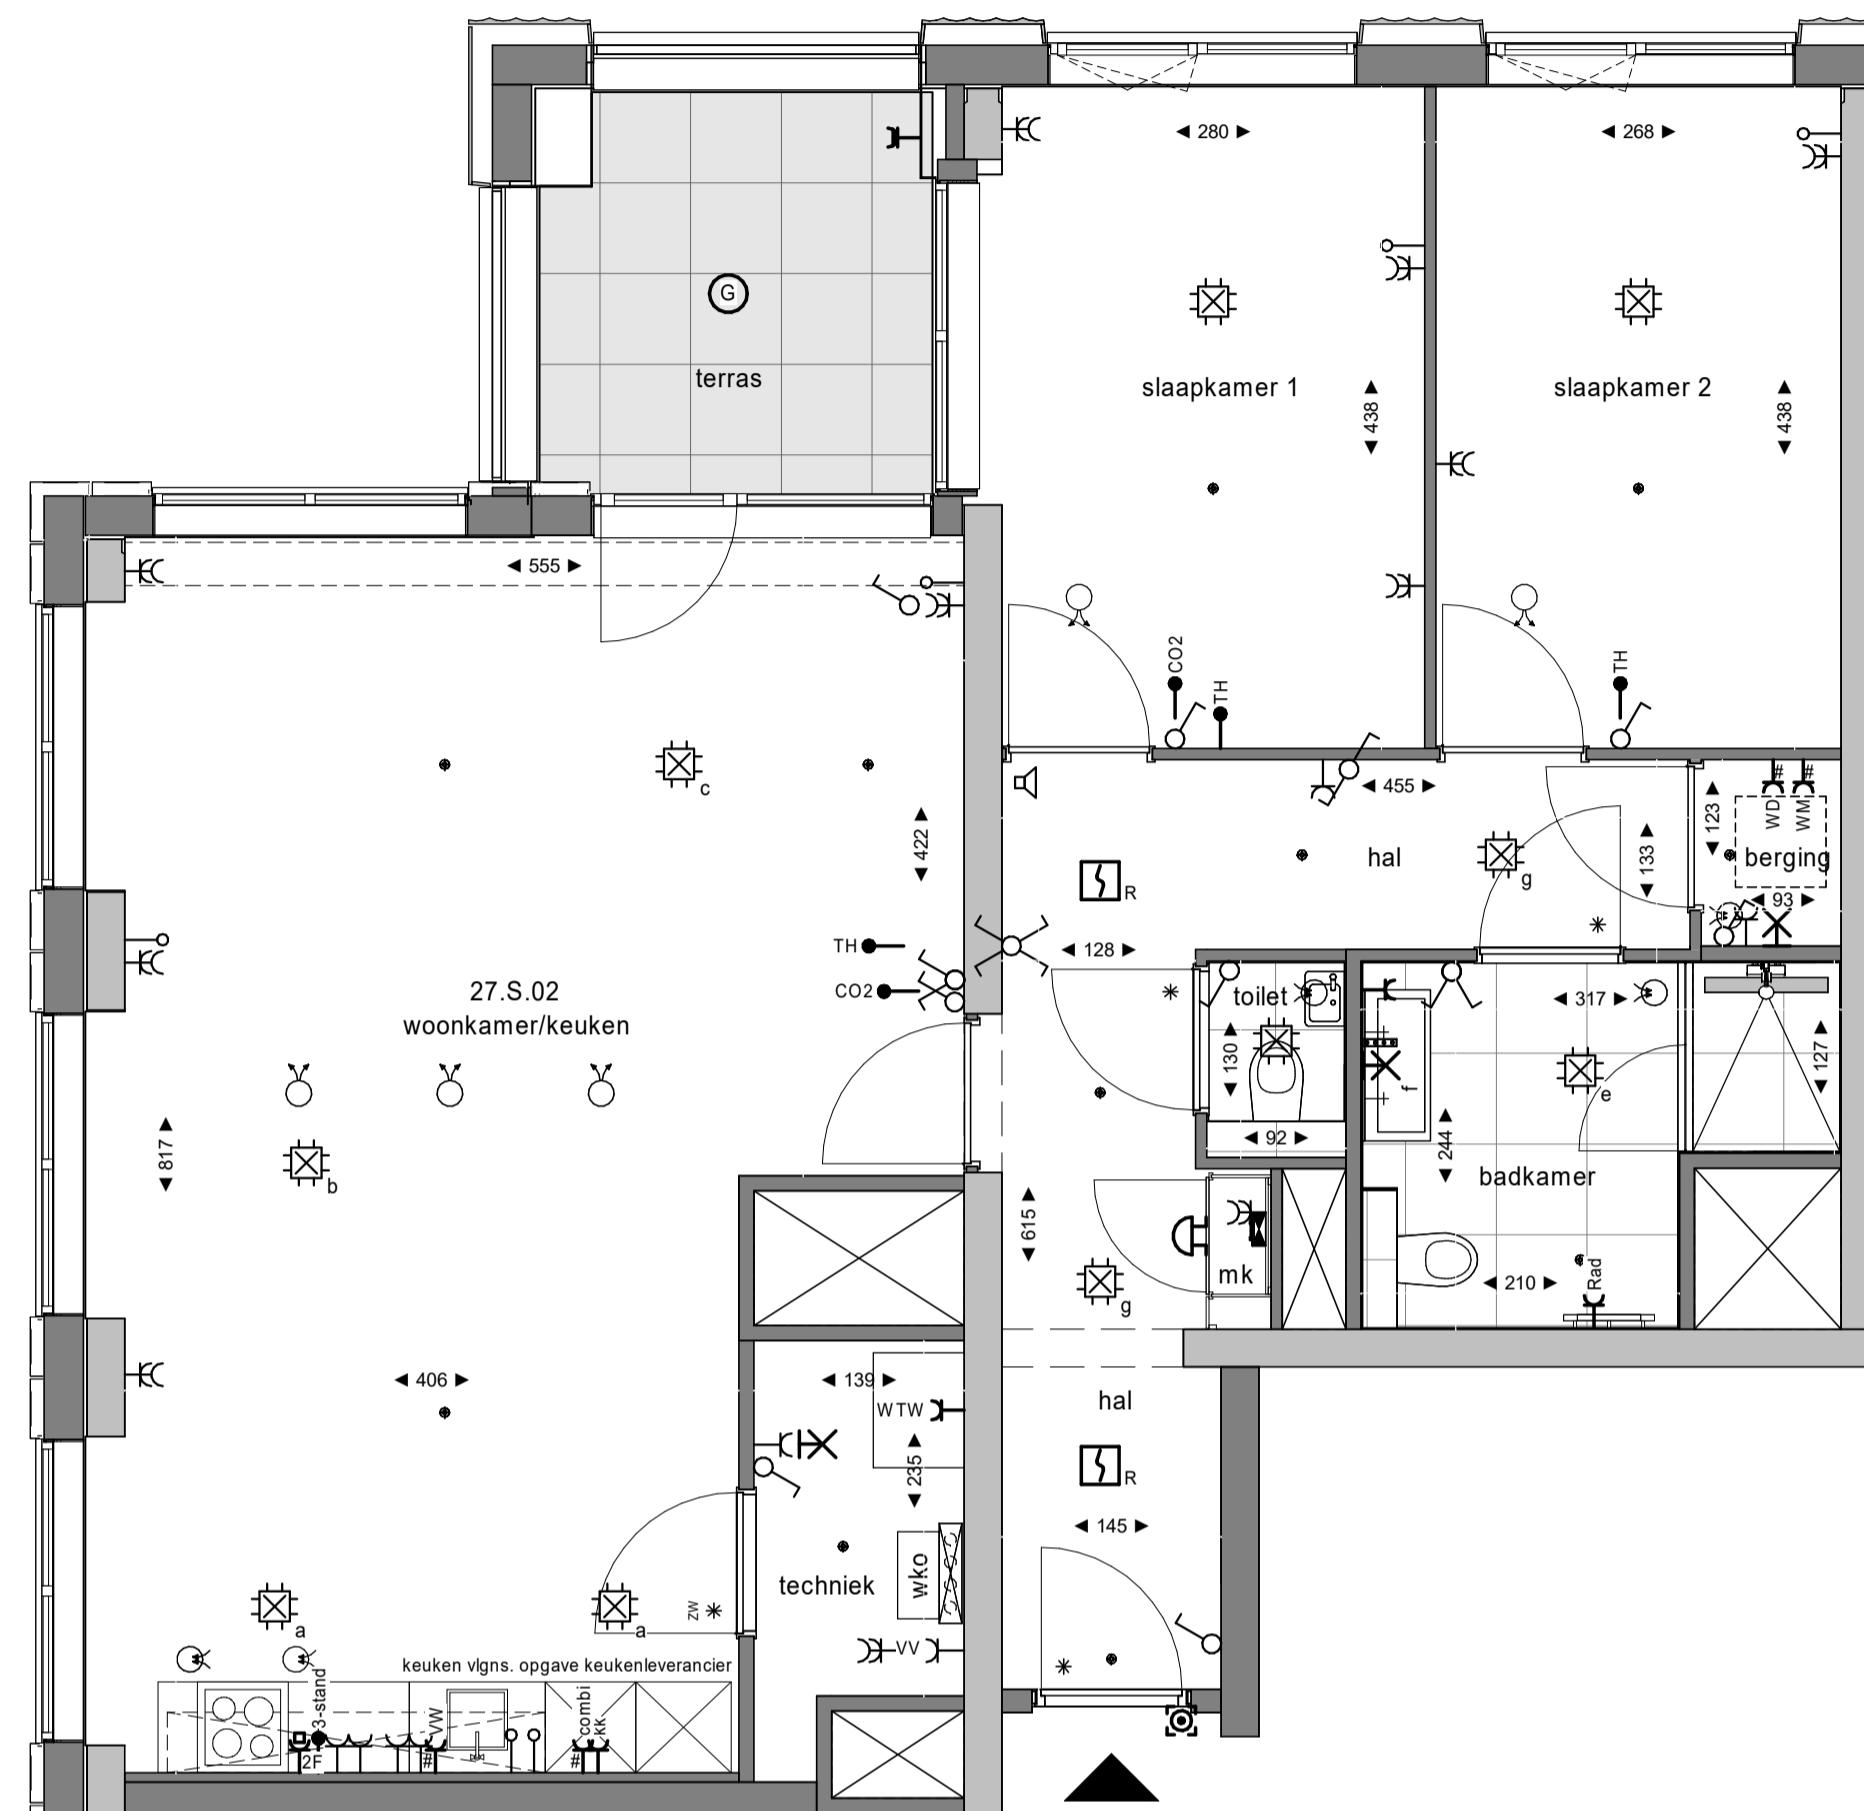 280
268
G
terras
slaapkamer 1
slaapkamer 2
438
438
555
CO2
TH
TH
c
455
422
hal
g
133
123
WD
#
WM
#
berging
93
R
TH
CO2
128
27.S.02
woonkamer/keuken
toilet
130
92
317
127
f
e
244
badkamer
210
Rad
817
b
615
mk
g
406
139
WTW
235
hal
R
145
techniek
wko
VV
a
a
ZW
keuken vlgns. opgave keukenleverancier
3-stand
2F
VW
#
combi
kk
#